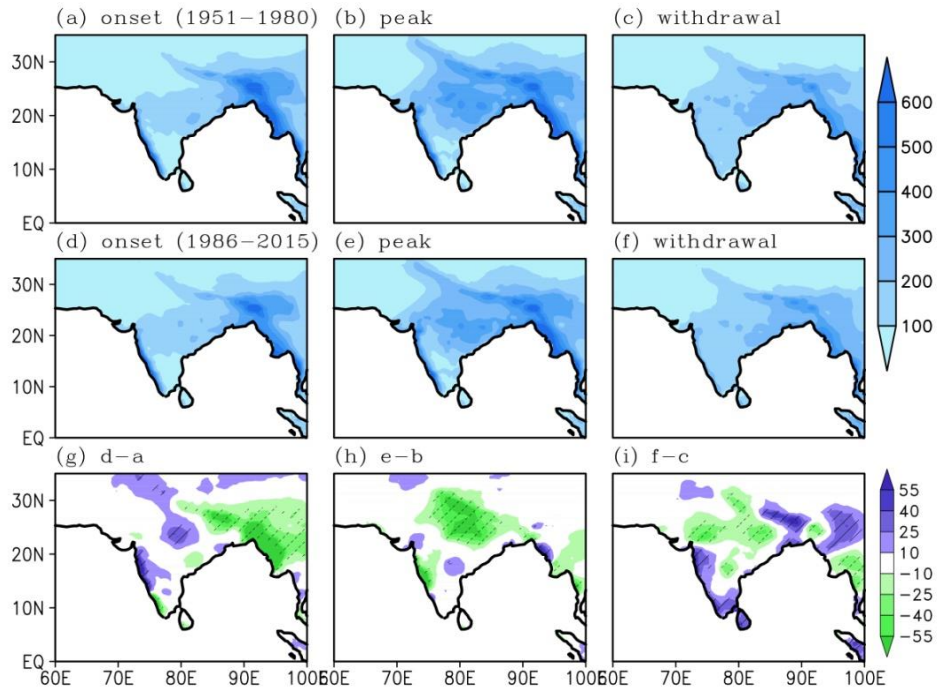 (a) onset (1951−1980)
(b) peak
(c) withdrawal
30N
20N
10N
EQ
600
500
400
300
200
100
(d) onset (1986−2015)
(e) peak
(f) withdrawal
30N
20N
10N
EQ
(g) d−a
(h) e−b
(i) f−c
30N
20N
10N
EQ
60E 70E 80E 90E 100E
60E 70E 80E 90E 100E
60E 70E 80E 90E 100E
55
40
25
10
−10
−25
−40
−55